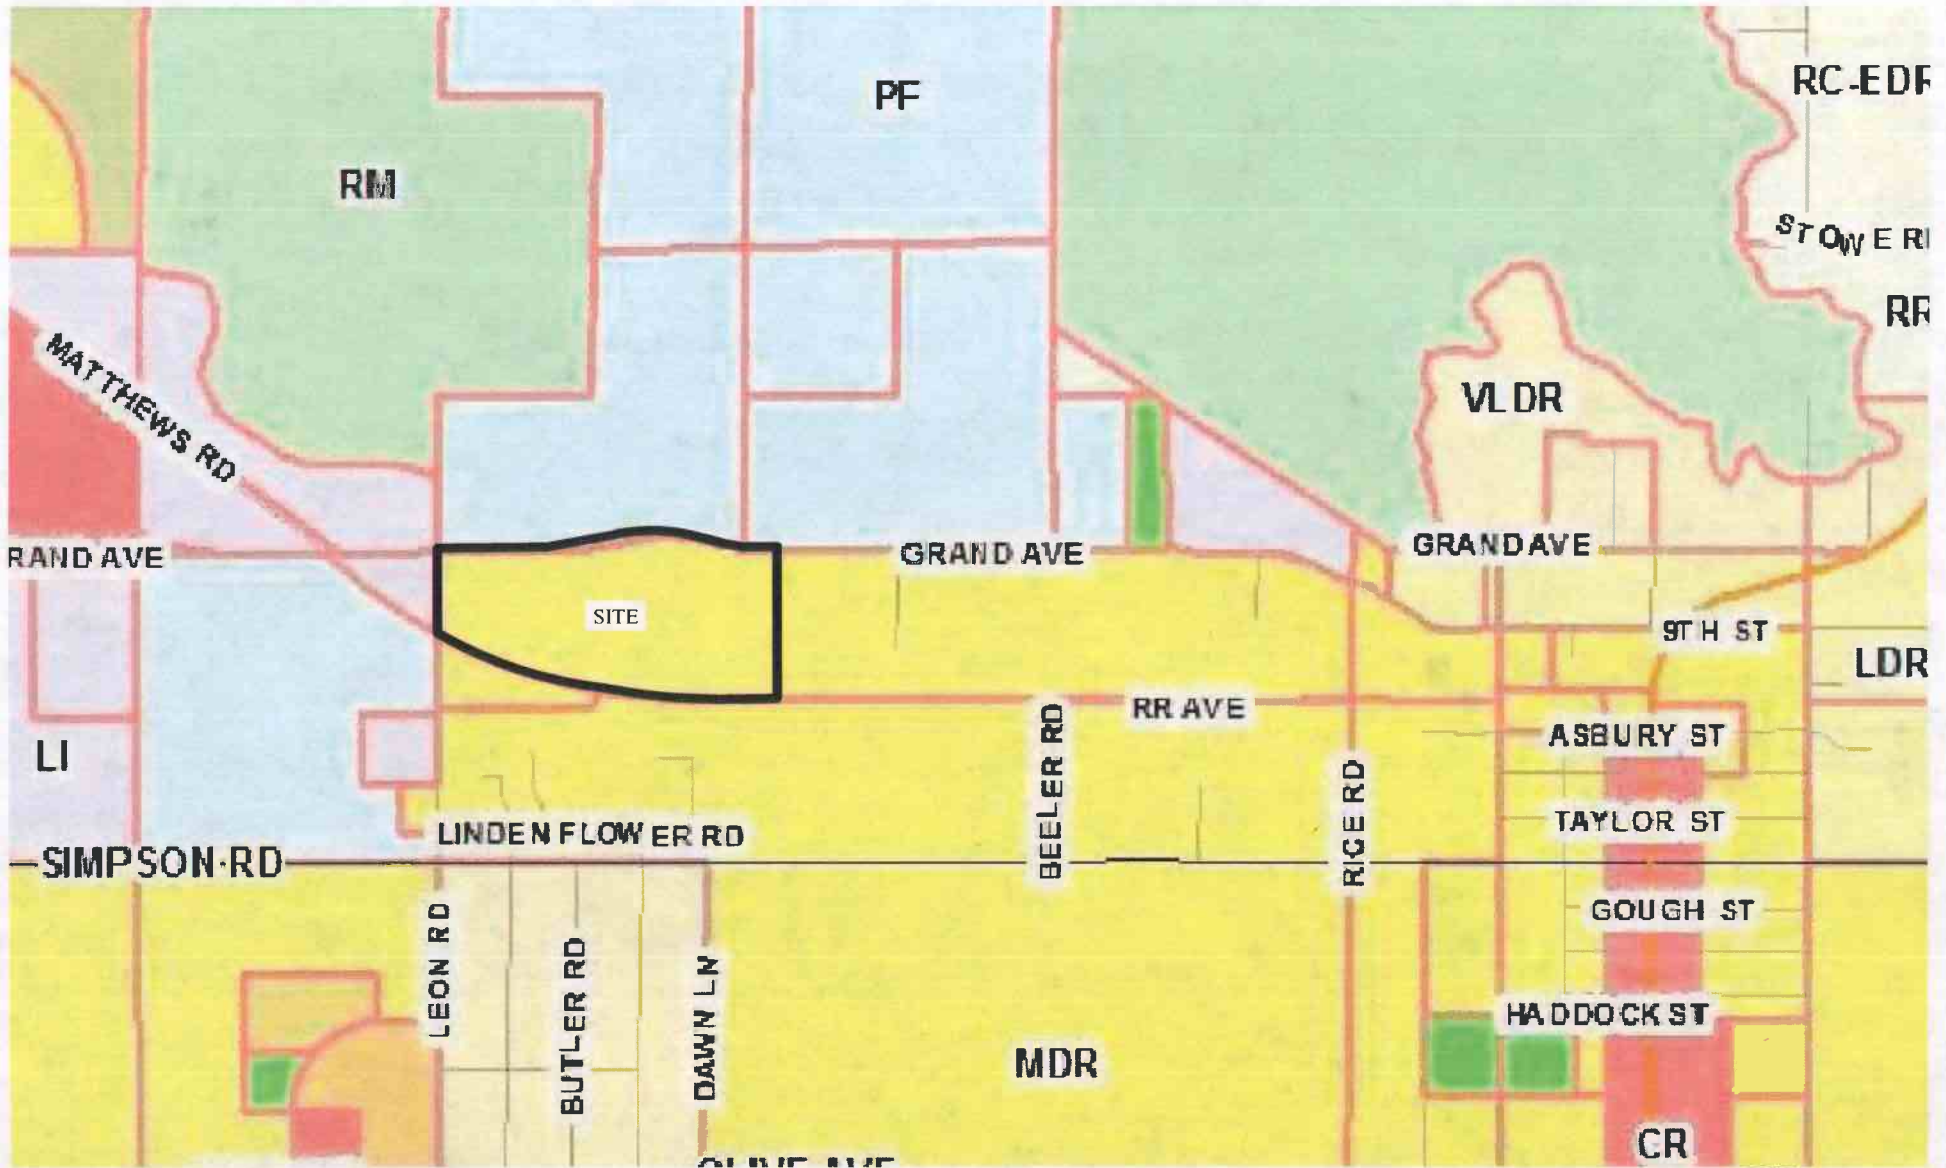 RC-EDR
PF
RM
STOWE R
RR
MATTHEWS RD
VLDR
RAND AVE
GRAND AVE
GRAND AVE
SITE
9TH ST
LDR
RR AVE
ASBURY ST
LI
BEELER RD
RICE RD
TAYLOR ST
LINDEN FLOWER RD
SIMPSON RD
GOUGH ST
LEON RD
BUTLER RD
DAWN LN
HADDOCK ST
MDR
CR
OLIVE AVE